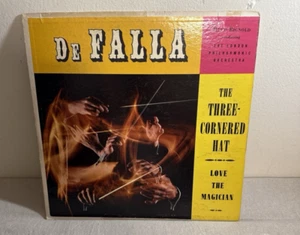 DE FALLA
THE LONDON
PHILHARMONIC
ORCHESTRA
THE
THREE-
CORNERED
HAT
LOVE
THE
MAGICIAN